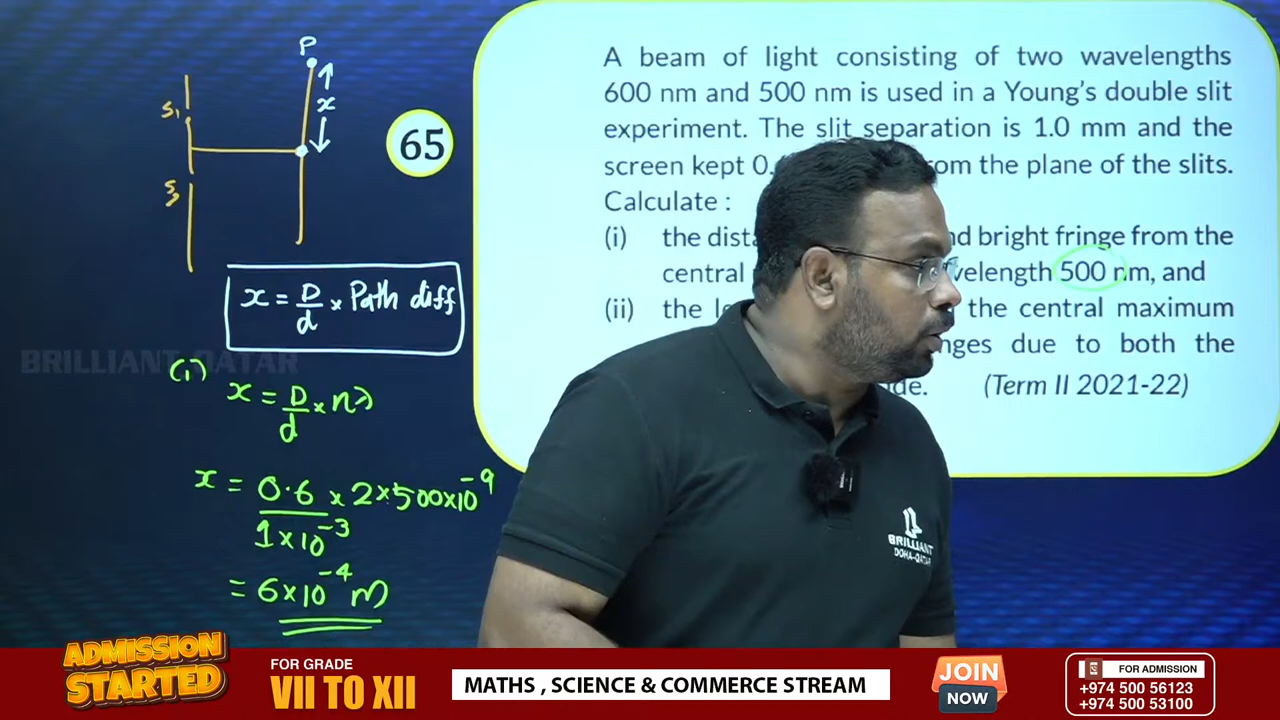 P
x
S₁
S₂
65
x = D/d × Path diff
(i) x = D/d × nλ
x = 0.6/1×10⁻³ × 2×500×10⁻⁹
= 6×10⁻⁴ m
A beam of light consisting of two wavelengths
600 nm and 500 nm is used in a Young's double slit
experiment. The slit separation is 1.0 mm and the
screen kept 0. om the plane of the slits.
Calculate :
(i) the dist nd bright fringe from the
central velength 500 nm, and
(ii) the l the central maximum
nges due to both the
de. (Term II 2021-22)
BRILLIANT QATAR
BRILLIANT
DOHA-QATAR
ADMISSION
STARTED
FOR GRADE
VII TO XII
MATHS , SCIENCE & COMMERCE STREAM
JOIN
NOW
FOR ADMISSION
+974 500 56123
+974 500 53100